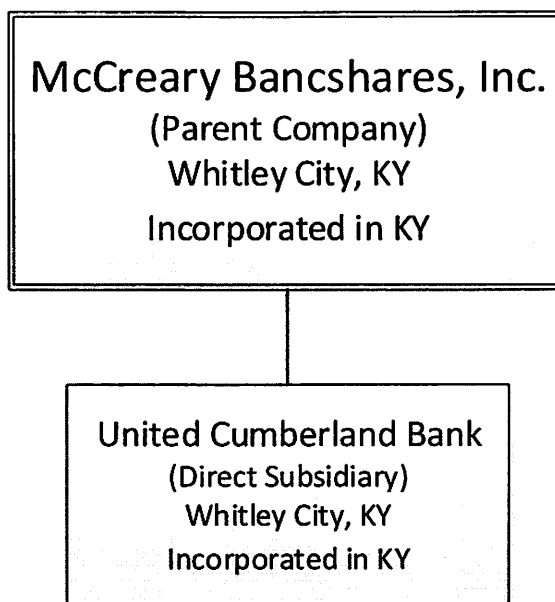 McCreary Bancshares, Inc.
(Parent Company)
Whitley City, KY
Incorporated in KY
United Cumberland Bank
(Direct Subsidiary)
Whitley City, KY
Incorporated in KY